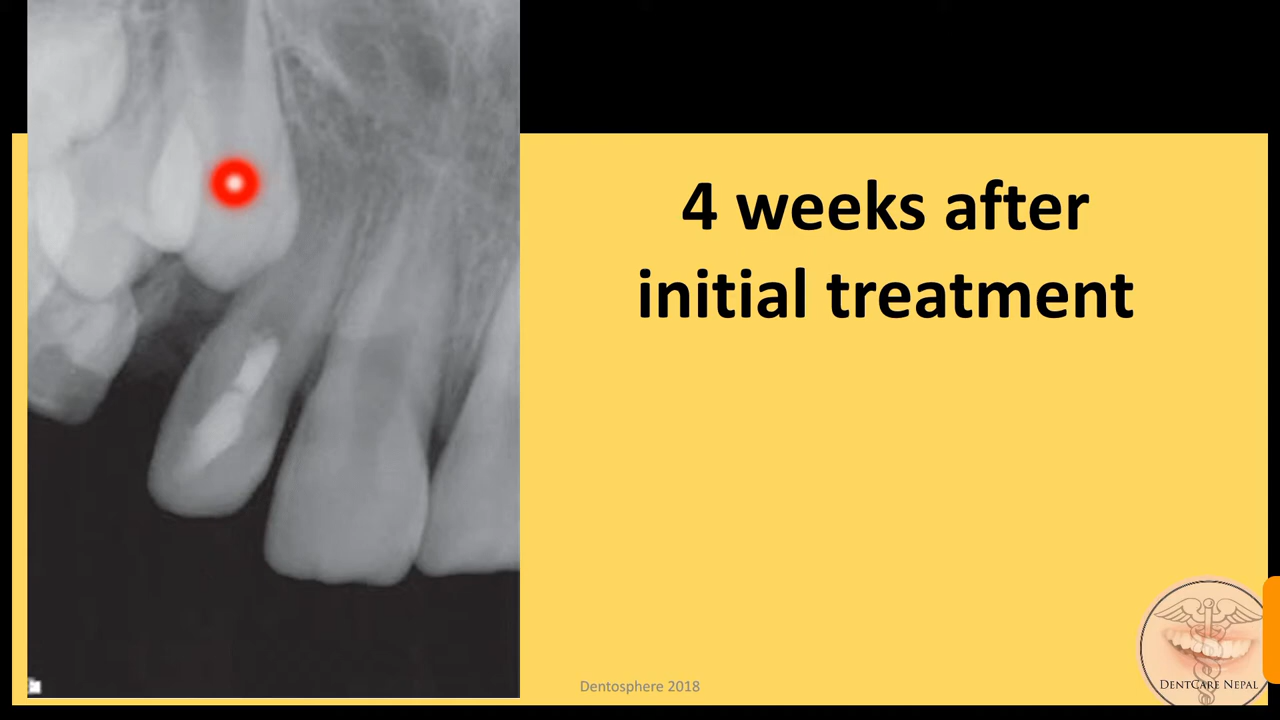 4 weeks after
initial treatment
Dentosphere 2018
DENTCARE NEPAL